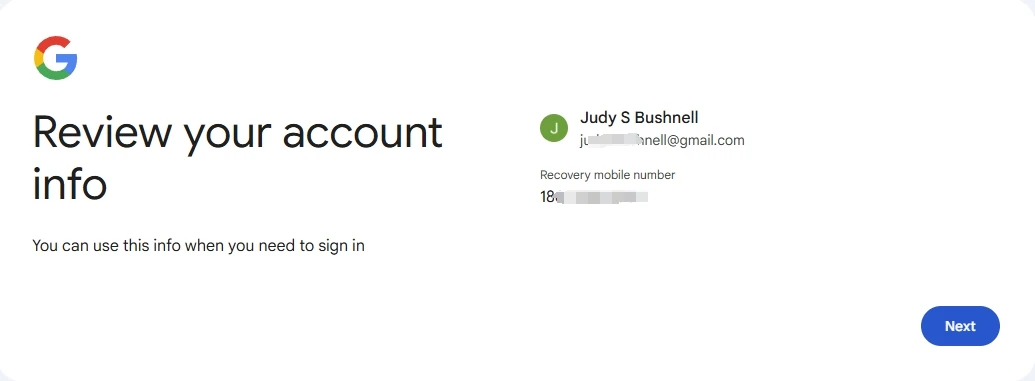 Review your account
info
You can use this info when you need to sign in
J
Judy S Bushnell
Recovery mobile number
Next